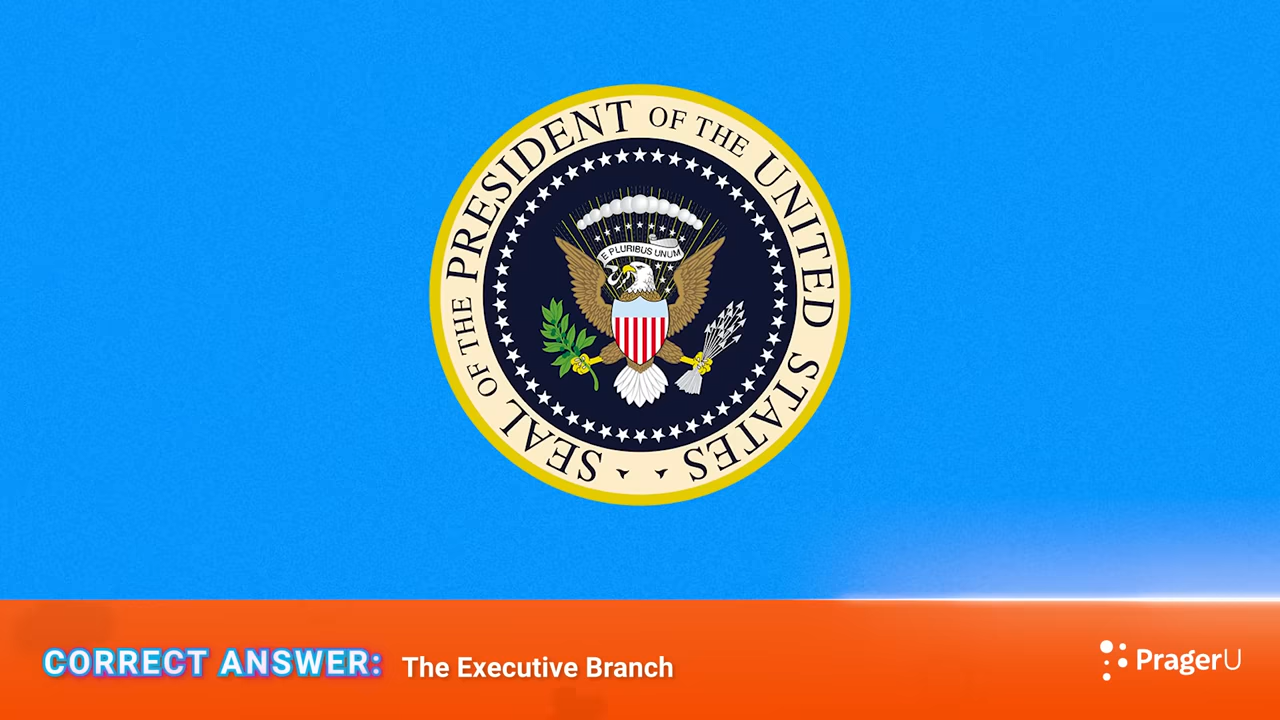 SEAL OF THE PRESIDENT OF THE UNITED STATES
E PLURIBUS UNUM
CORRECT ANSWER: The Executive Branch
PragerU